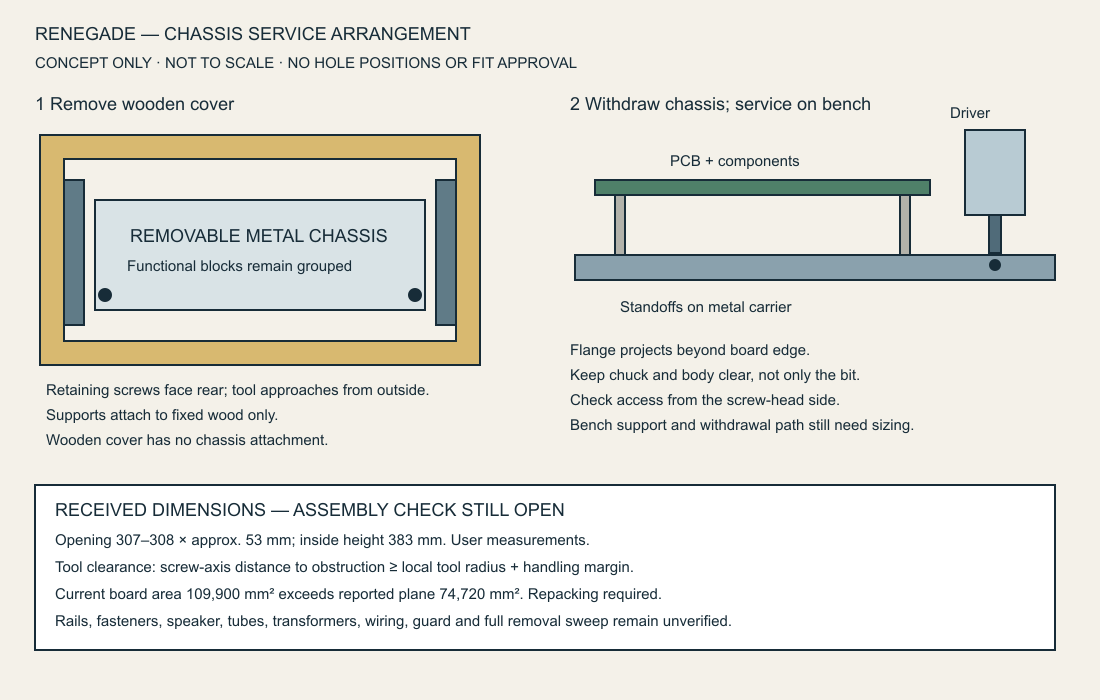 RENEGADE — CHASSIS SERVICE ARRANGEMENT
CONCEPT ONLY · NOT TO SCALE · NO HOLE POSITIONS OR FIT APPROVAL
1 Remove wooden cover
REMOVABLE METAL CHASSIS
Functional blocks remain grouped
Retaining screws face rear; tool approaches from outside.
Supports attach to fixed wood only.
Wooden cover has no chassis attachment.
2 Withdraw chassis; service on bench
Driver
PCB + components
Standoffs on metal carrier
Flange projects beyond board edge.
Keep chuck and body clear, not only the bit.
Check access from the screw-head side.
Bench support and withdrawal path still need sizing.
RECEIVED DIMENSIONS — ASSEMBLY CHECK STILL OPEN
Opening 307–308 × approx. 53 mm; inside height 383 mm. User measurements.
Tool clearance: screw-axis distance to obstruction ≥ local tool radius + handling margin.
Current board area 109,900 mm² exceeds reported plane 74,720 mm². Repacking required.
Rails, fasteners, speaker, tubes, transformers, wiring, guard and full removal sweep remain unverified.